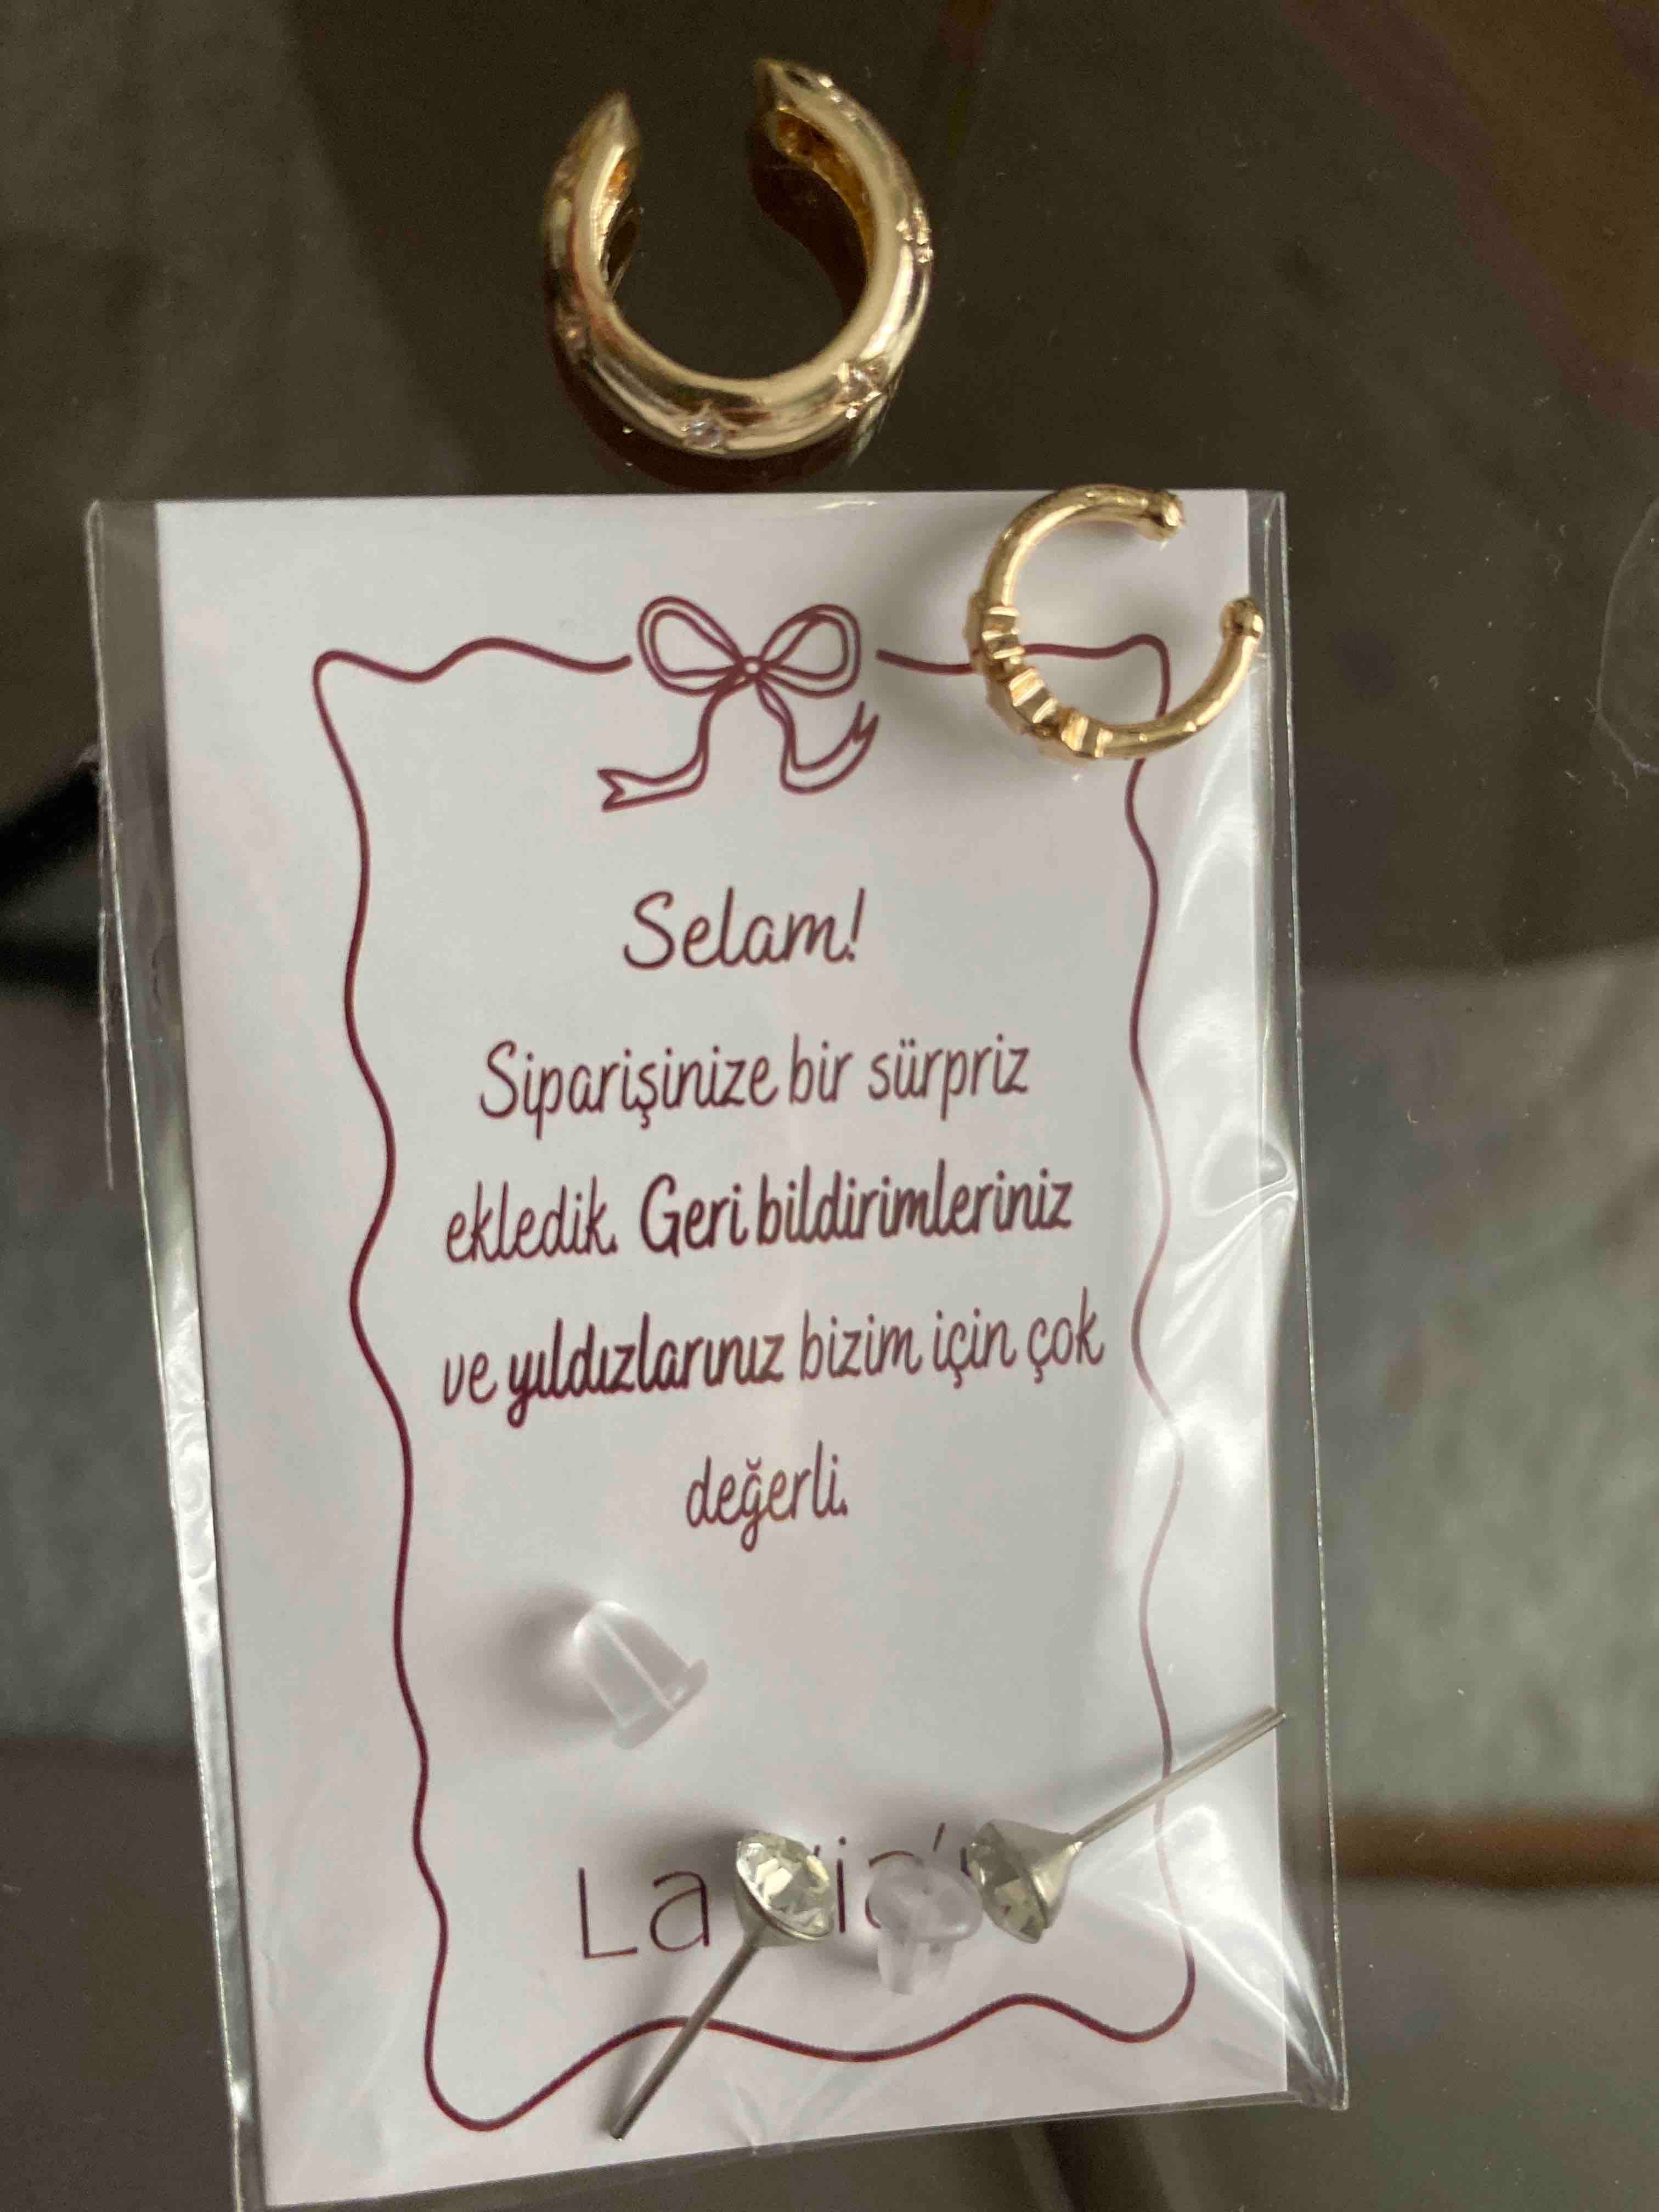 Selam!
Siparişinize bir sürpriz
ekledik. Geri bildirimleriniz
ve yıldızlarınız bizim için çok
değerli.